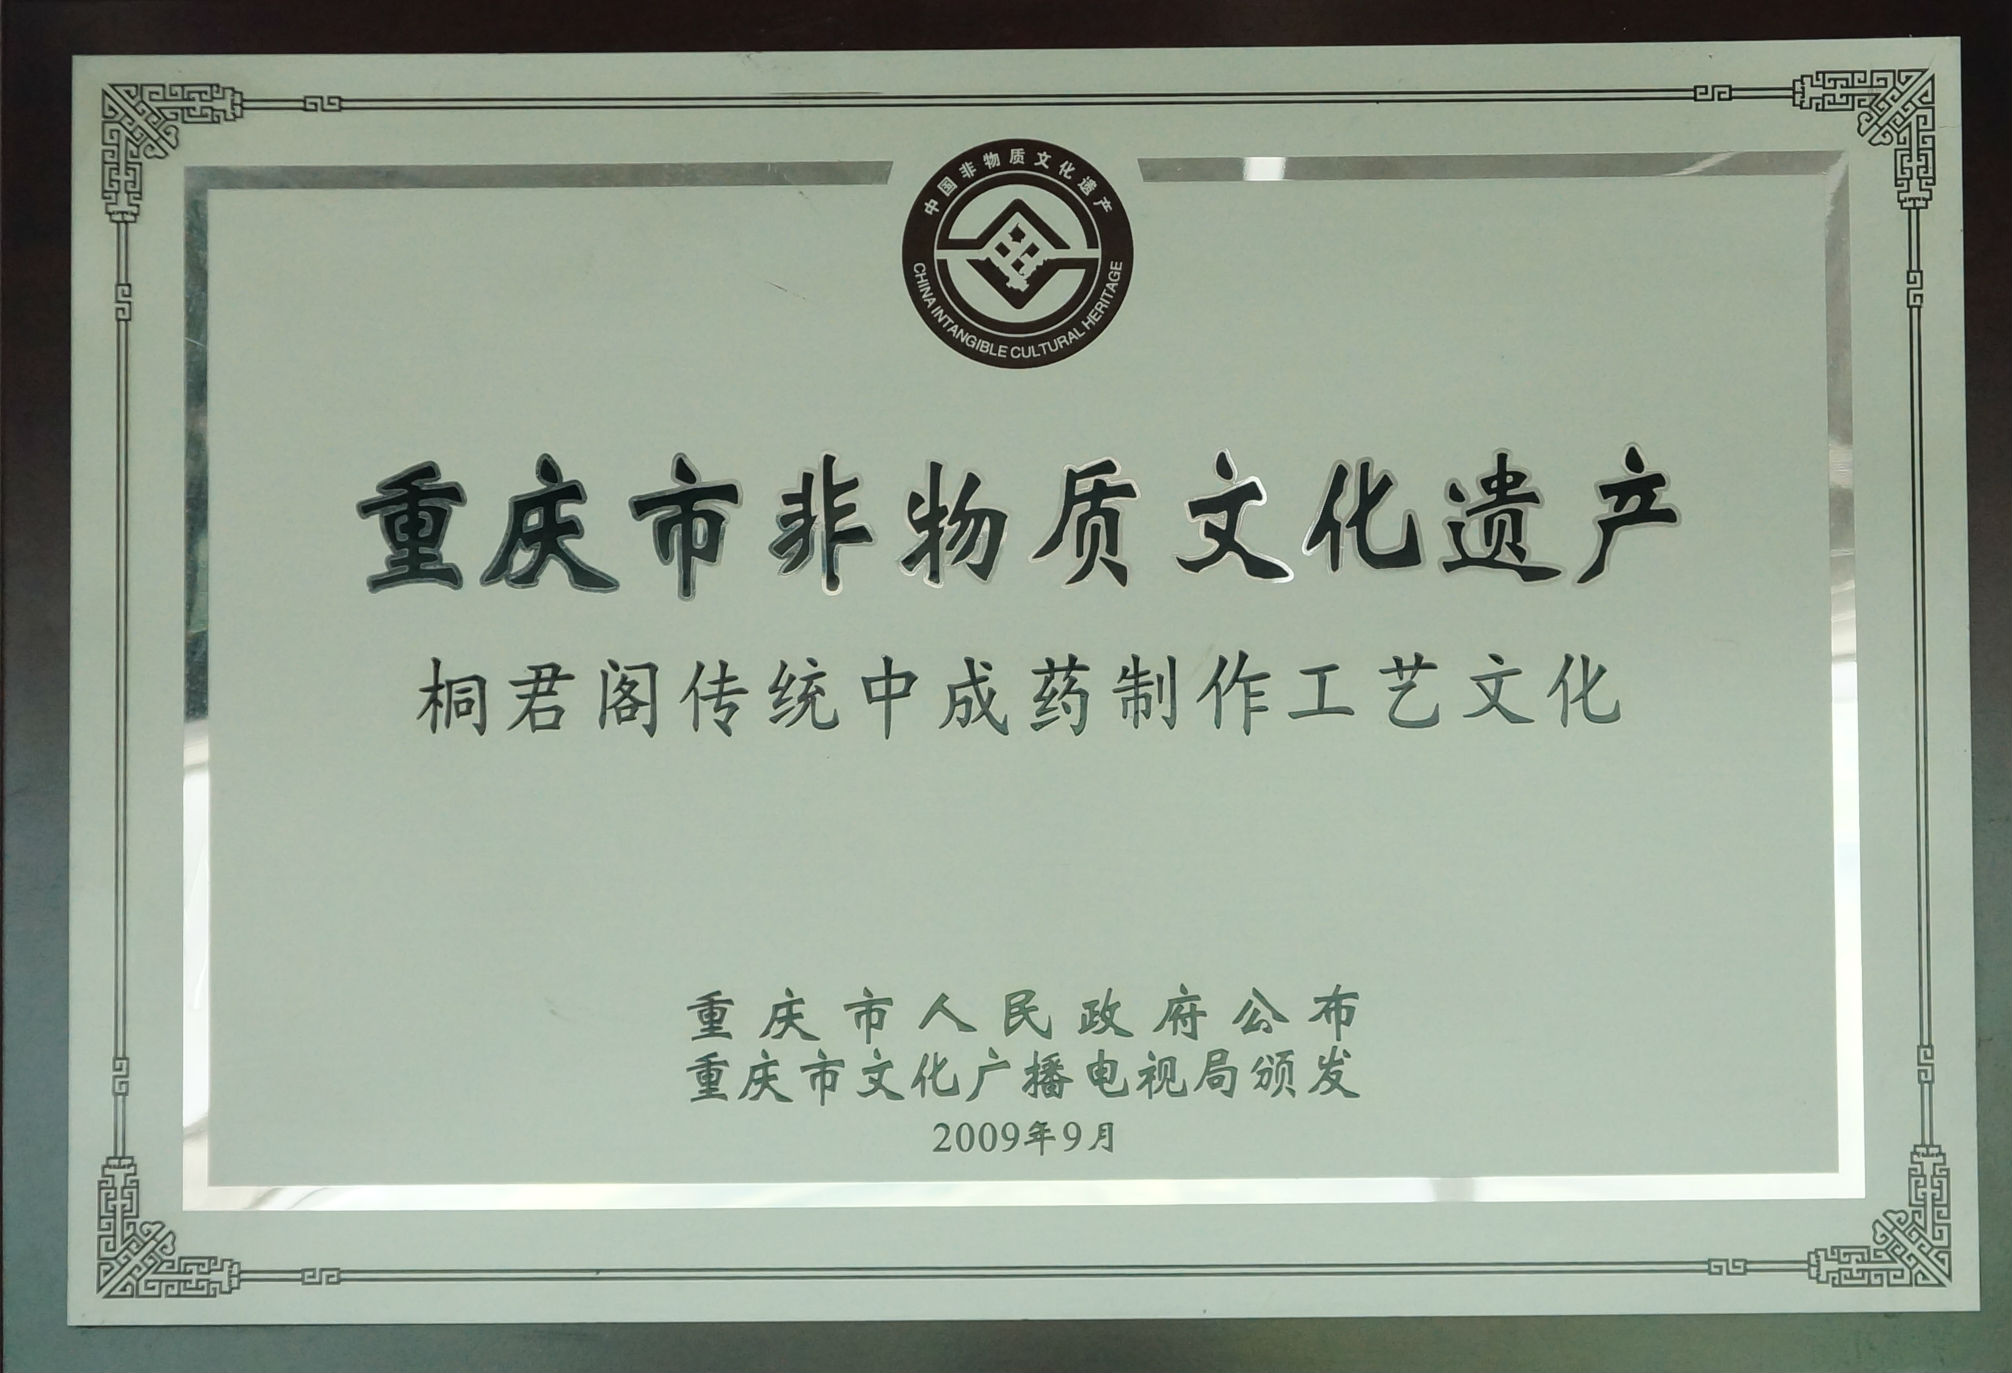 中国非物质文化遗产
CHINA INTANGIBLE CULTURAL HERITAGE
重庆市非物质文化遗产
桐君阁传统中成药制作工艺文化
重庆市人民政府公布
重庆市文化广播电视局颁发
2009年9月